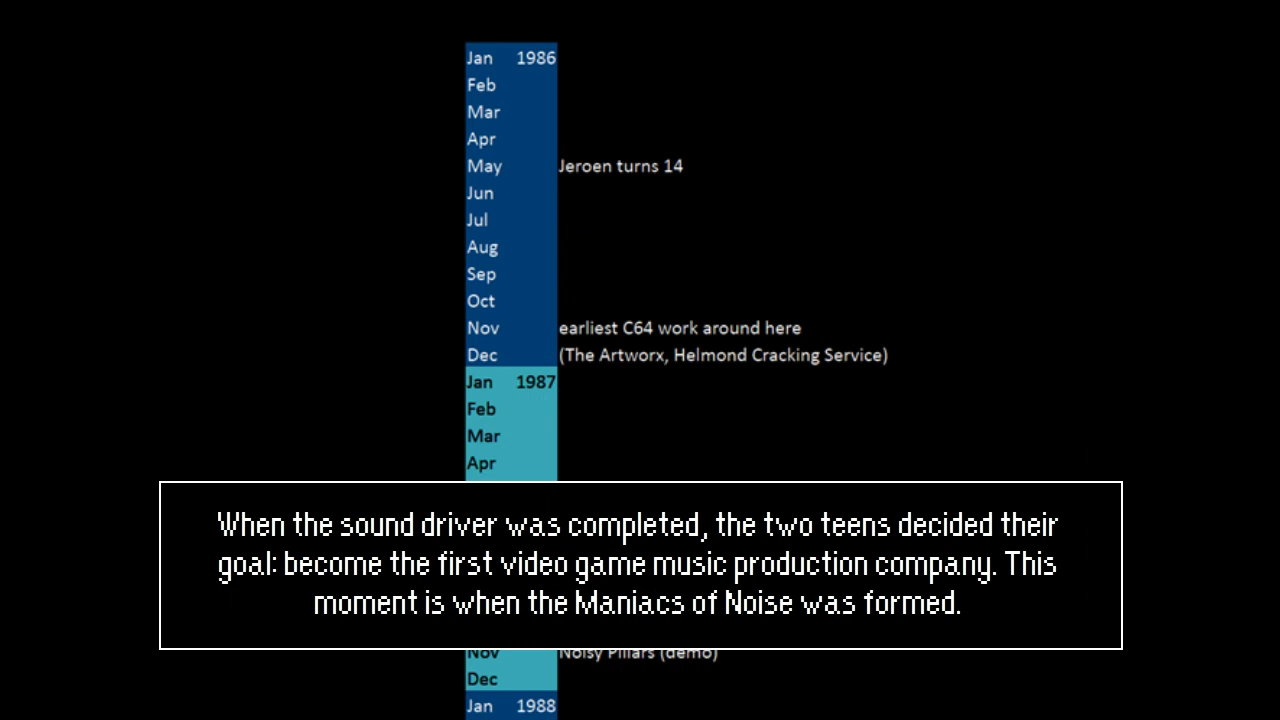 Jan 1986
Feb
Mar
Apr
May Jeroen turns 14
Jun
Jul
Aug
Sep
Oct
Nov earliest C64 work around here
Dec (The Artworx, Helmond Cracking Service)
Jan 1987
Feb
Mar
Apr
When the sound driver was completed, the two teens decided their
goal: become the first video game music production company. This
moment is when the Maniacs of Noise was formed.
Nov Noisy Pillars (demo)
Dec
Jan 1988